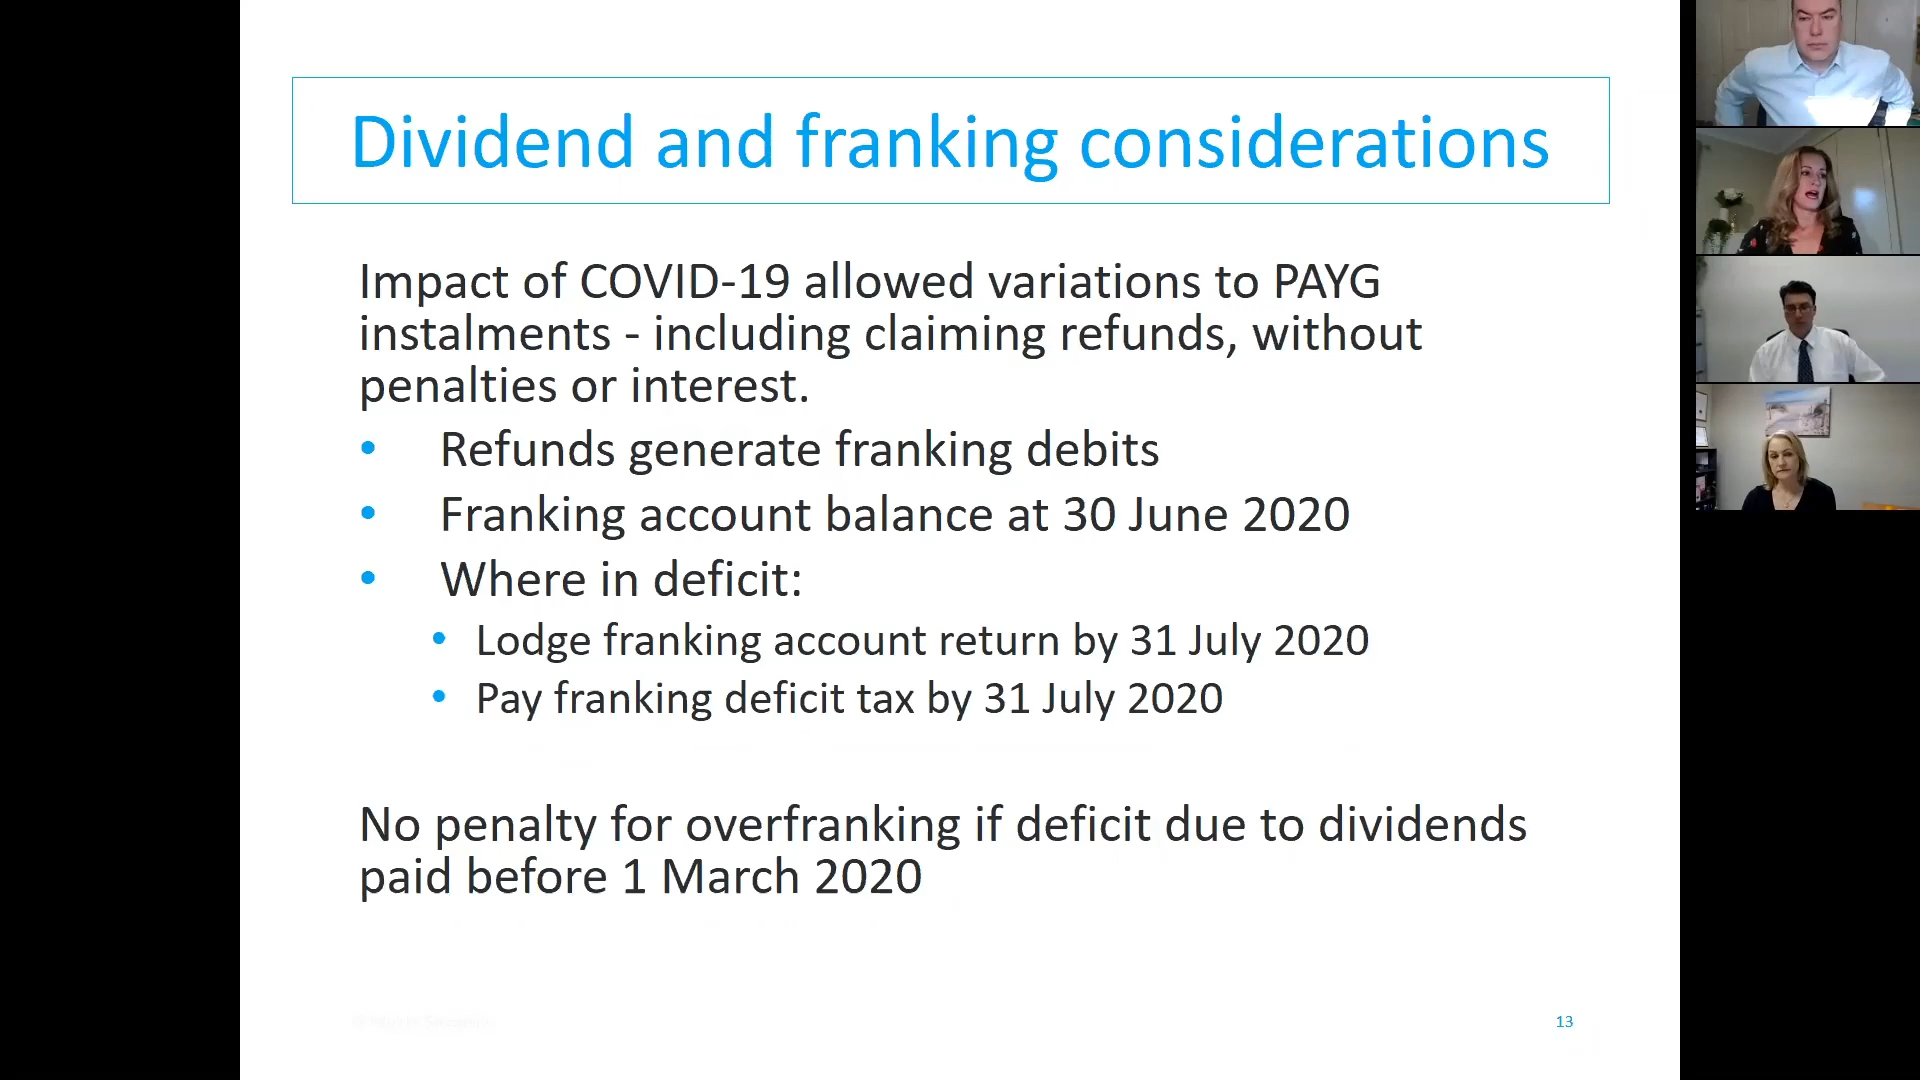 Dividend and franking considerations
Impact of COVID-19 allowed variations to PAYG
instalments - including claiming refunds, without
penalties or interest.
• Refunds generate franking debits
• Franking account balance at 30 June 2020
• Where in deficit:
• Lodge franking account return by 31 July 2020
• Pay franking deficit tax by 31 July 2020
No penalty for overfranking if deficit due to dividends
paid before 1 March 2020
13